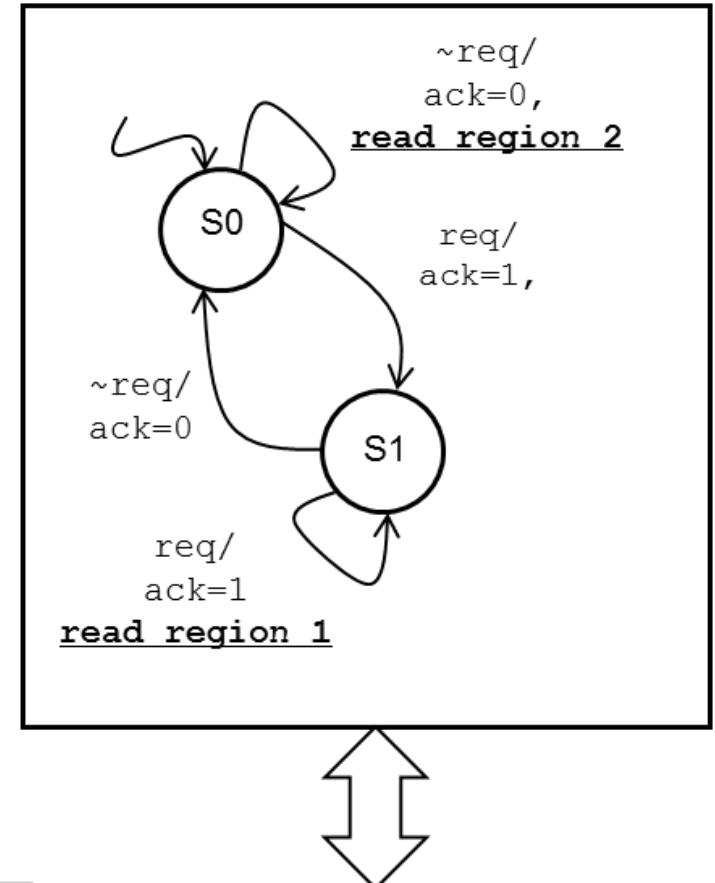 ~req/
ack=0,
read region 2
S0
req/
ack=1,
~req/
ack=0
S1
req/
ack=1
read region 1